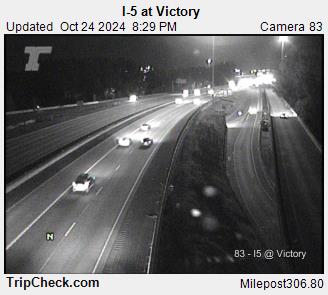 I-5 at Victory
Updated  Oct 24 2024  8:29 PM
Camera 83
T
N
83 - I5 @ Victory
TripCheck.com
Milepost306.80